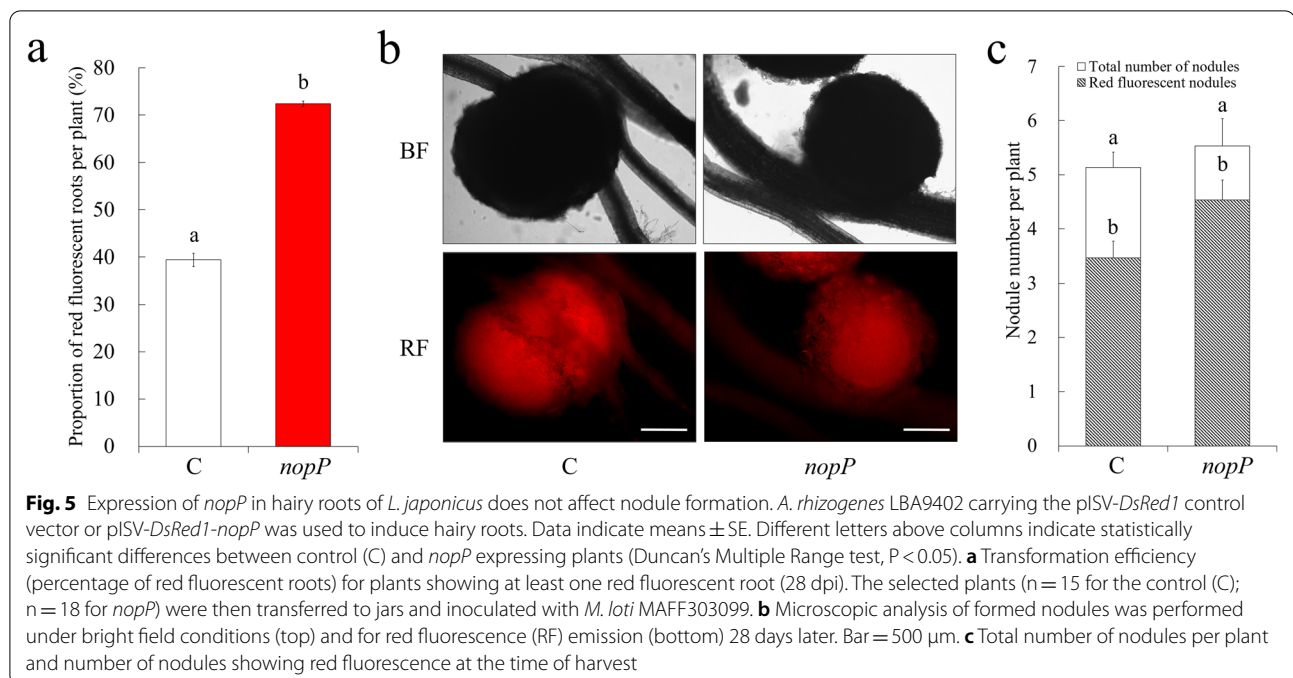 a
Proportion of red fluorescent roots per plant (%)
80
70
60
50
40
30
20
10
0
a
b
C
nopP
b
BF
RF
C
nopP
c
Total number of nodules
Red fluorescent nodules
Nodule number per plant
7
6
5
4
3
2
1
0
a
b
a
b
C
nopP
Fig. 5 Expression of nopP in hairy roots of L. japonicus does not affect nodule formation. A. rhizogenes LBA9402 carrying the pISV-DsRed1 control
vector or pISV-DsRed1-nopP was used to induce hairy roots. Data indicate means ± SE. Different letters above columns indicate statistically
significant differences between control (C) and nopP expressing plants (Duncan's Multiple Range test, P < 0.05). a Transformation efficiency
(percentage of red fluorescent roots) for plants showing at least one red fluorescent root (28 dpi). The selected plants (n = 15 for the control (C);
n = 18 for nopP) were then transferred to jars and inoculated with M. loti MAFF303099. b Microscopic analysis of formed nodules was performed
under bright field conditions (top) and for red fluorescence (RF) emission (bottom) 28 days later. Bar = 500 µm. c Total number of nodules per plant
and number of nodules showing red fluorescence at the time of harvest